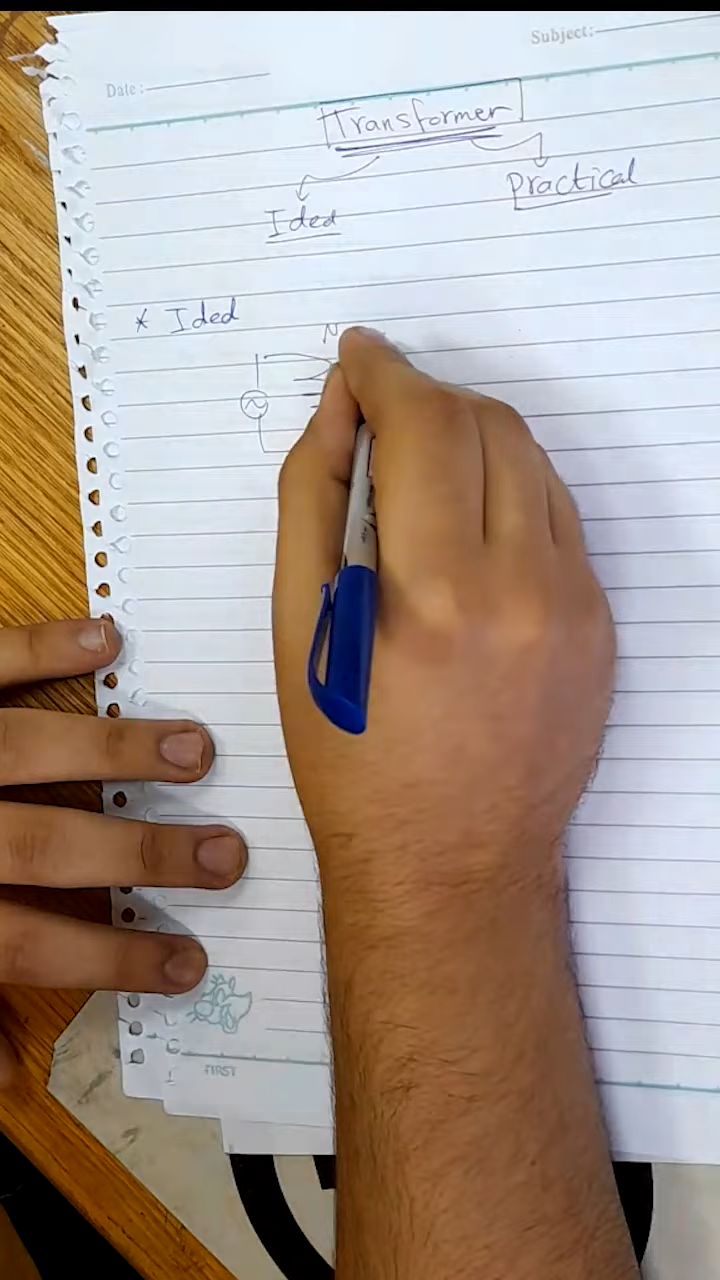 Subject:
Date:
Transformer
Ided
Practical
* Ided
N
FIRST